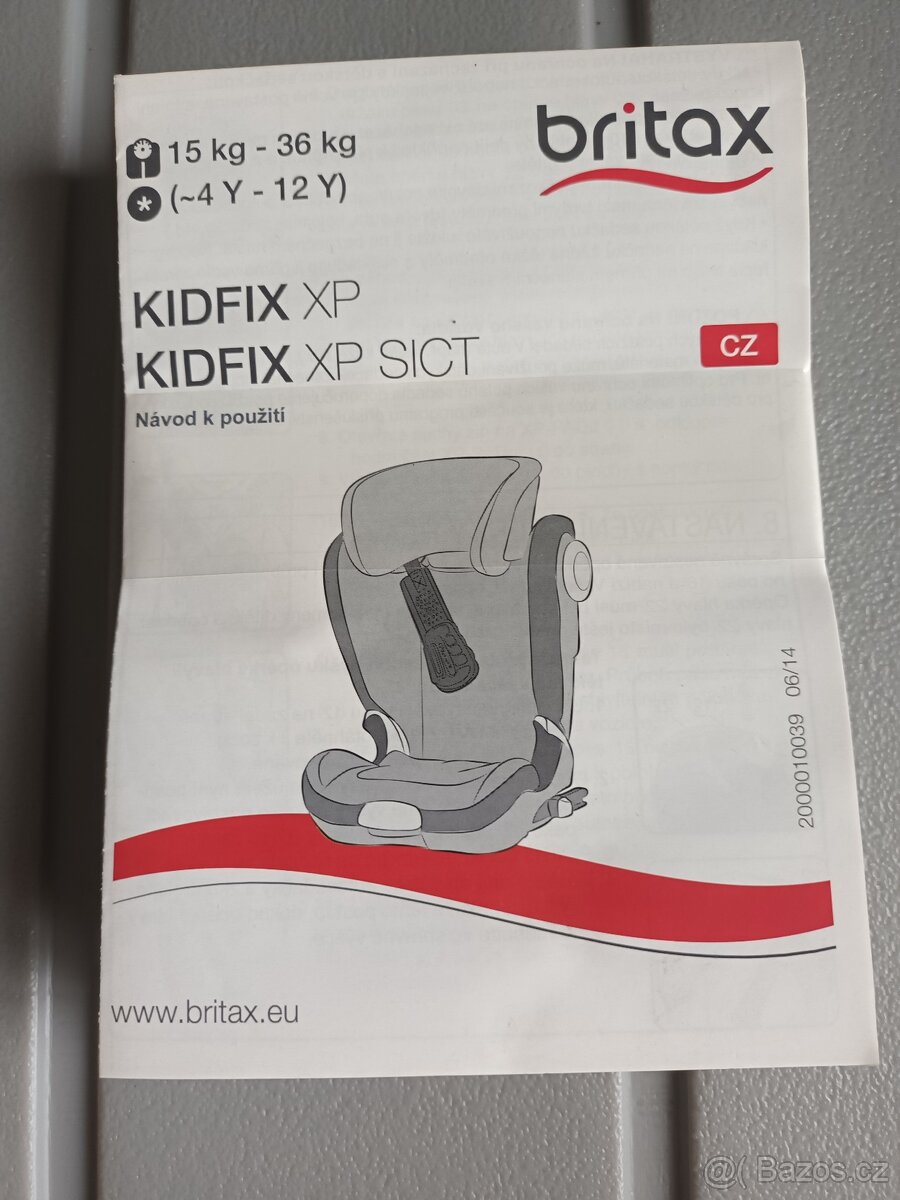 15 kg - 36 kg
(~4 Y - 12 Y)
britax
KIDFIX XP
KIDFIX XP SICT
CZ
Návod k použití
2000010039 06/14
www.britax.eu
@ Bazos.cz